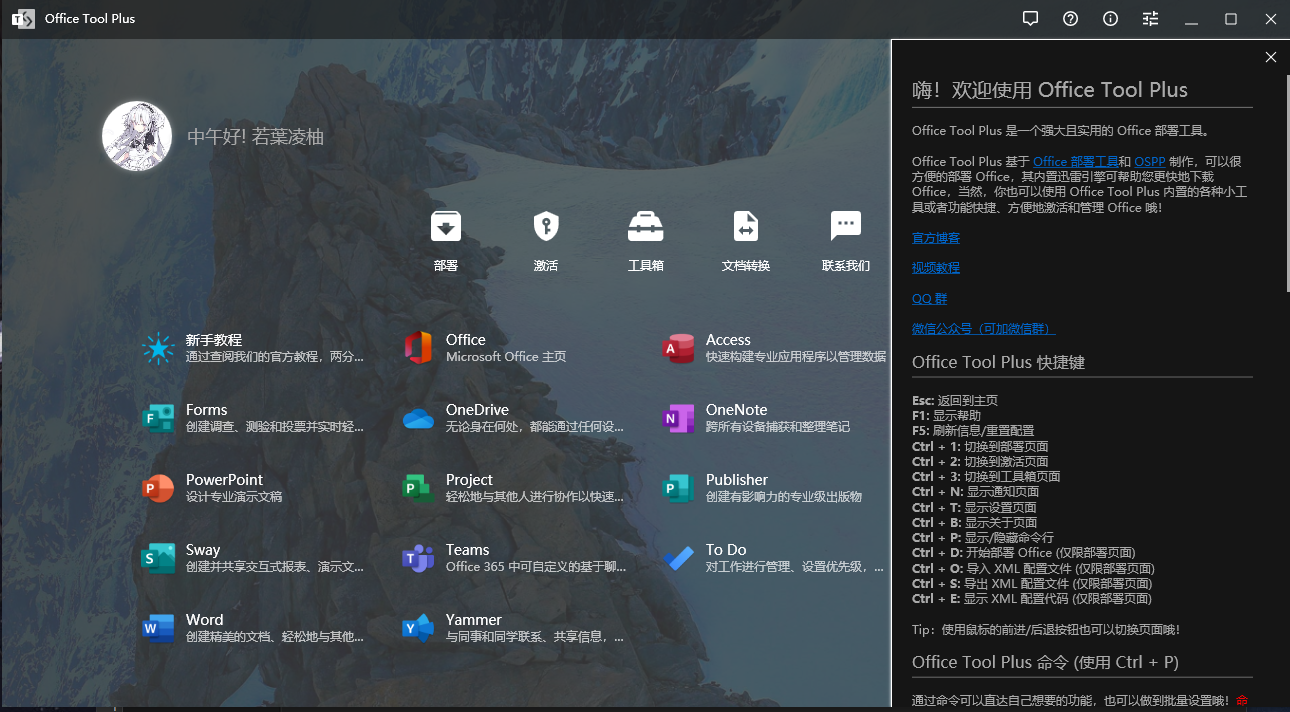 Office Tool Plus
中午好! 若葉凌柚
部署
激活
工具箱
文档转换
联系我们
新手教程
通过查阅我们的官方教程，两分...
Office
Microsoft Office 主页
Access
快速构建专业应用程序以管理数据
Forms
创建调查、测验和投票并实时轻...
OneDrive
无论身在何处，都能通过任何设...
OneNote
跨所有设备捕获和整理笔记
PowerPoint
设计专业演示文稿
Project
轻松地与其他人进行协作以快速...
Publisher
创建有影响力的专业级出版物
Sway
创建并共享交互式报表、演示文...
Teams
Office 365 中可自定义的基于聊...
To Do
对工作进行管理、设置优先级，...
Word
创建精美的文档、轻松地与其他...
Yammer
与同事和同学联系、共享信息，...
嗨！欢迎使用 Office Tool Plus
Office Tool Plus 是一个强大且实用的 Office 部署工具。
Office Tool Plus 基于 Office 部署工具和 OSPP 制作，可以很
方便的部署 Office，其内置迅雷引擎可帮助您更快地下载
Office，当然，你也可以使用 Office Tool Plus 内置的各种小工
具或者功能快捷、方便地激活和管理 Office 哦！
官方博客
视频教程
QQ 群
微信公众号（可加微信群）
Office Tool Plus 快捷键
Esc: 返回到主页
F1: 显示帮助
F5: 刷新信息/重置配置
Ctrl + 1: 切换到部署页面
Ctrl + 2: 切换到激活页面
Ctrl + 3: 切换到工具箱页面
Ctrl + N: 显示通知页面
Ctrl + T: 显示设置页面
Ctrl + B: 显示关于页面
Ctrl + P: 显示/隐藏命令行
Ctrl + D: 开始部署 Office (仅限部署页面)
Ctrl + O: 导入 XML 配置文件 (仅限部署页面)
Ctrl + S: 导出 XML 配置文件 (仅限部署页面)
Ctrl + E: 显示 XML 配置代码 (仅限部署页面)
Tip：使用鼠标的前进/后退按钮也可以切换页面哦！
Office Tool Plus 命令 (使用 Ctrl + P)
通过命令可以直达自己想要的功能，也可以做到批量设置哦！